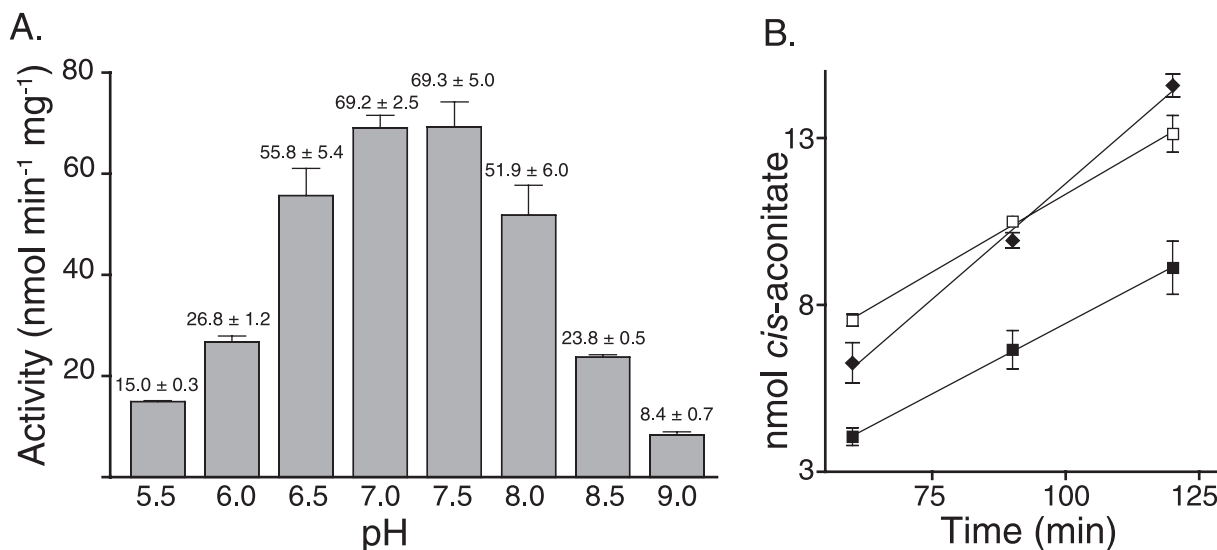 A.
Activity (nmol min⁻¹ mg⁻¹)
80
60
40
20
15.0 ± 0.3
26.8 ± 1.2
55.8 ± 5.4
69.2 ± 2.5
69.3 ± 5.0
51.9 ± 6.0
23.8 ± 0.5
8.4 ± 0.7
5.5 6.0 6.5 7.0 7.5 8.0 8.5 9.0
pH
B.
nmol cis-aconitate
13
8
3
75 100 125
Time (min)